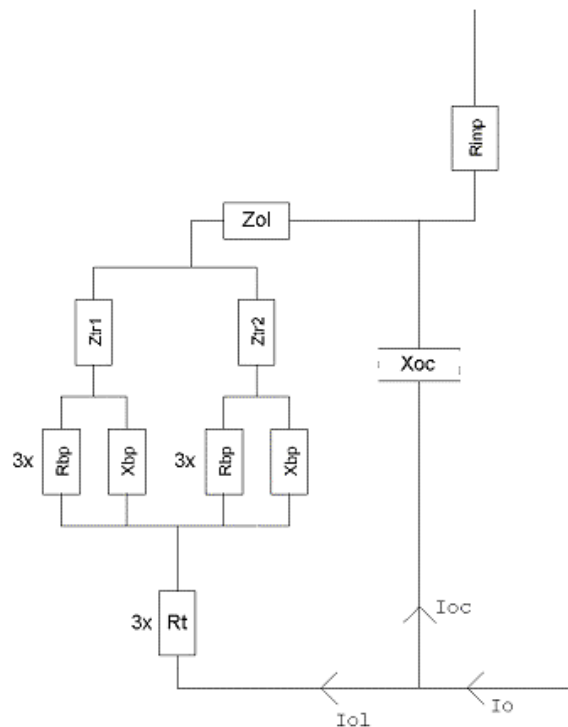 Rimp
Zol
Ztr1
Ztr2
Xoc
3x Rbp Xbp 3x Rbp Xbp
Ioc
3x Rt
Iol
Io